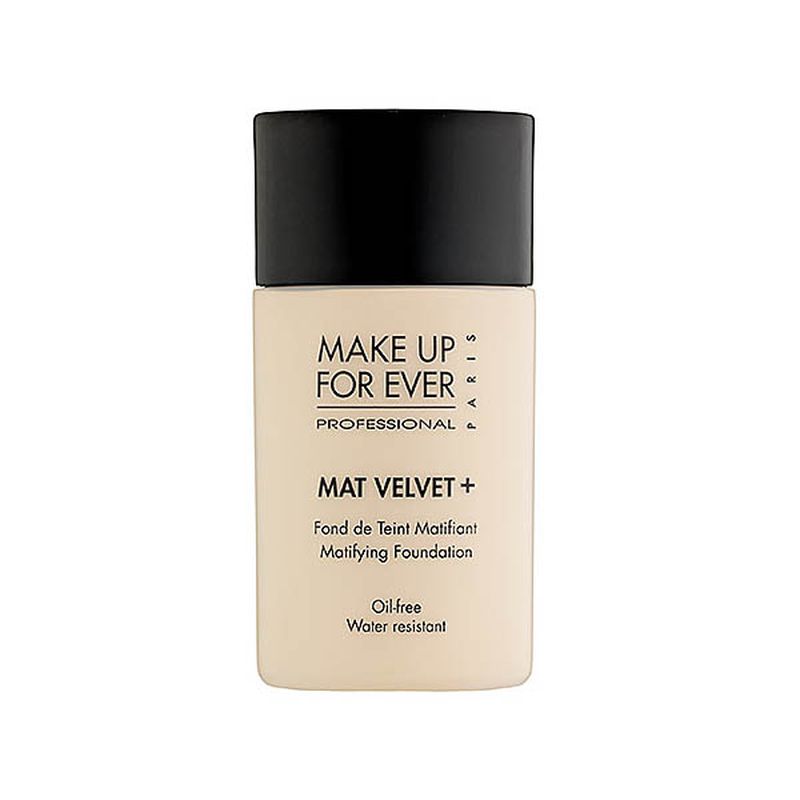 MAKE UP
FOR EVER
PROFESSIONAL
PARIS
MAT VELVET +
Fond de Teint Matifiant
Matifying Foundation
Oil-free
Water resistant